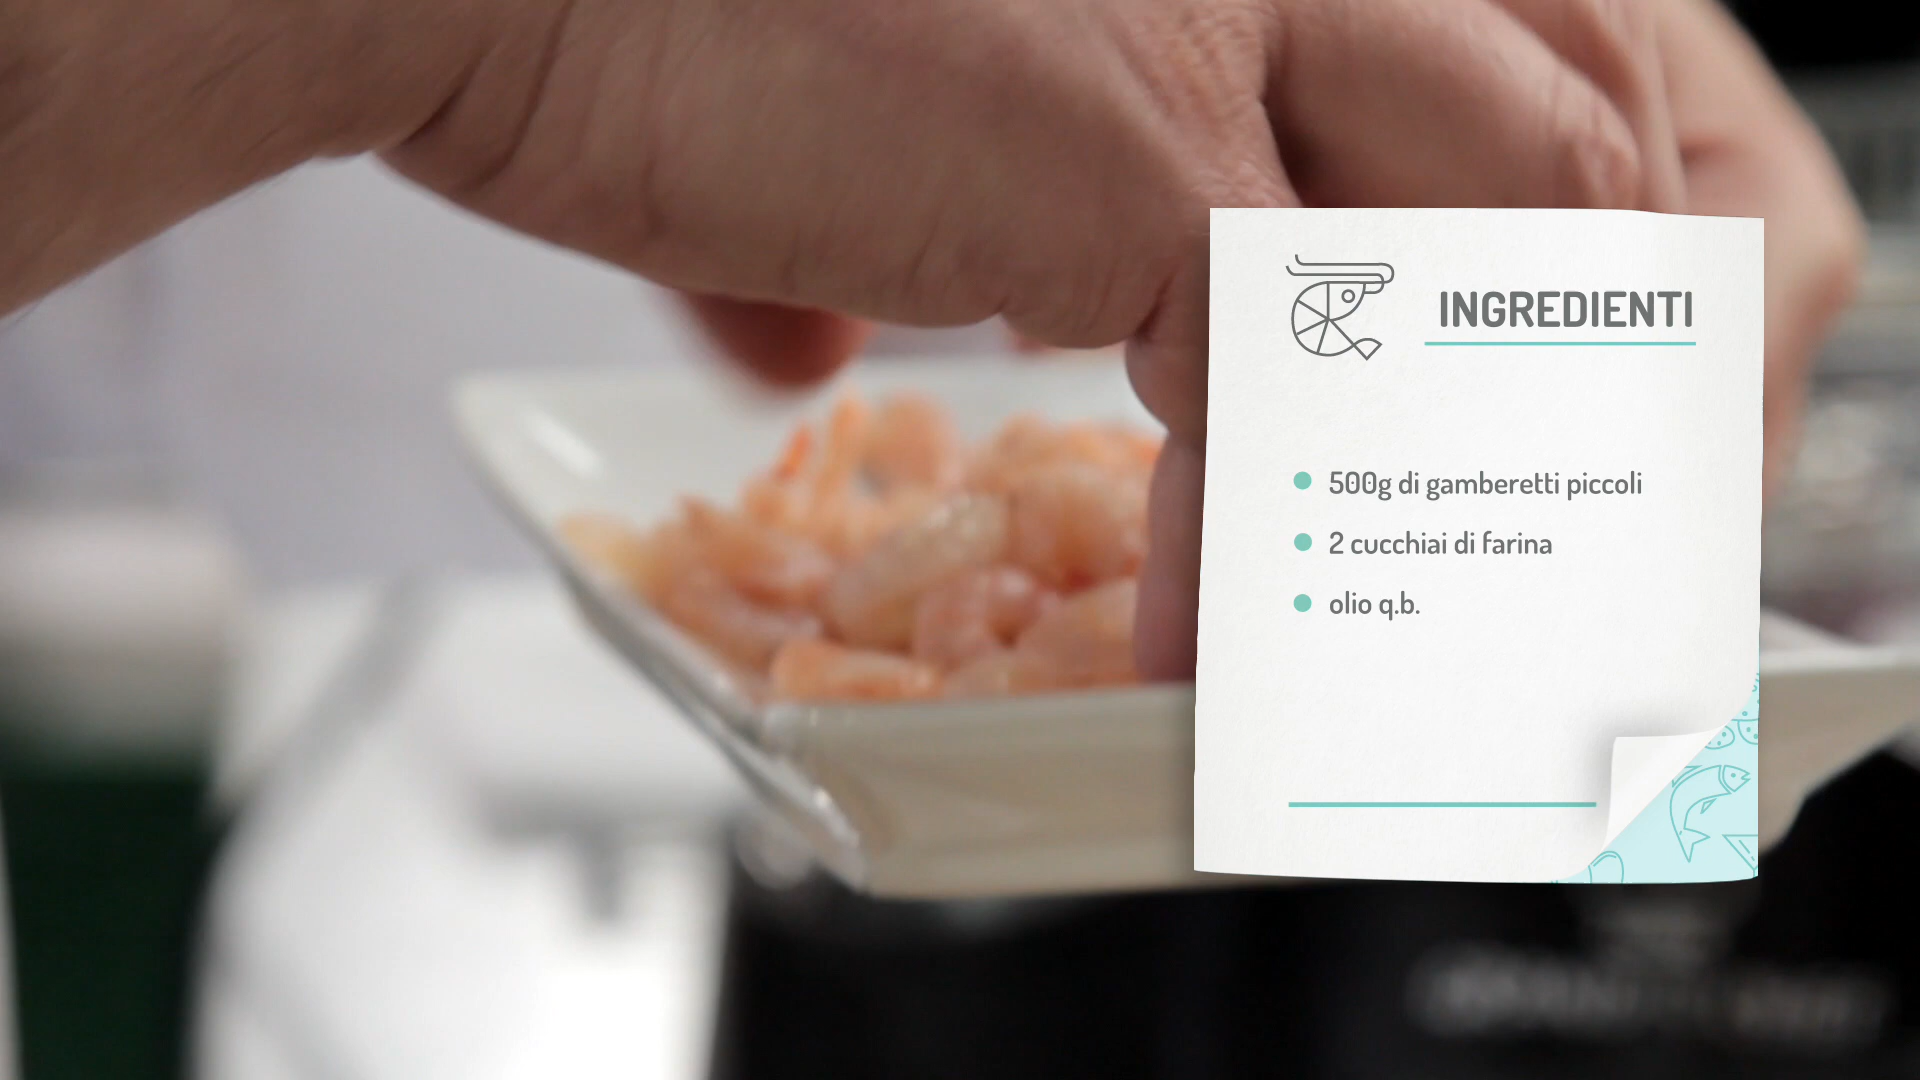 INGREDIENTI
500g di gamberetti piccoli
2 cucchiai di farina
olio q.b.